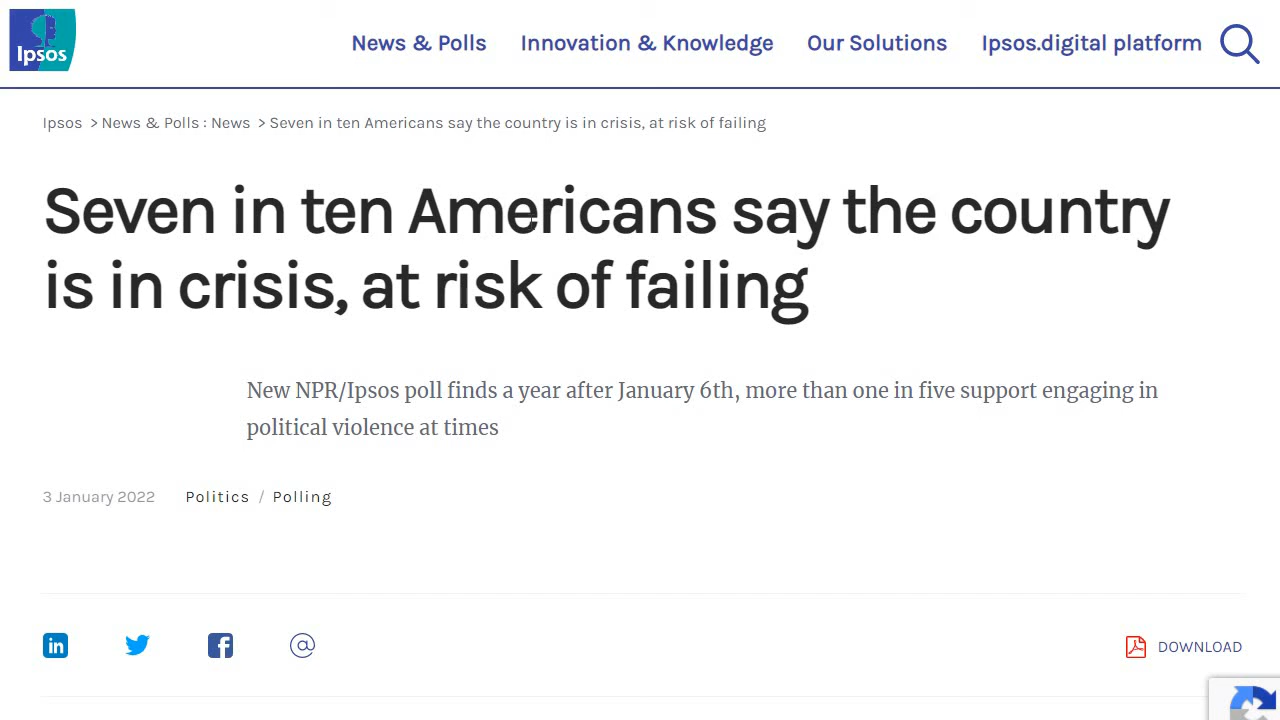 Ipsos
News & Polls Innovation & Knowledge Our Solutions Ipsos.digital platform
Ipsos > News & Polls : News > Seven in ten Americans say the country is in crisis, at risk of failing
Seven in ten Americans say the country
is in crisis, at risk of failing
New NPR/Ipsos poll finds a year after January 6th, more than one in five support engaging in
political violence at times
3 January 2022 Politics / Polling
in f @ DOWNLOAD